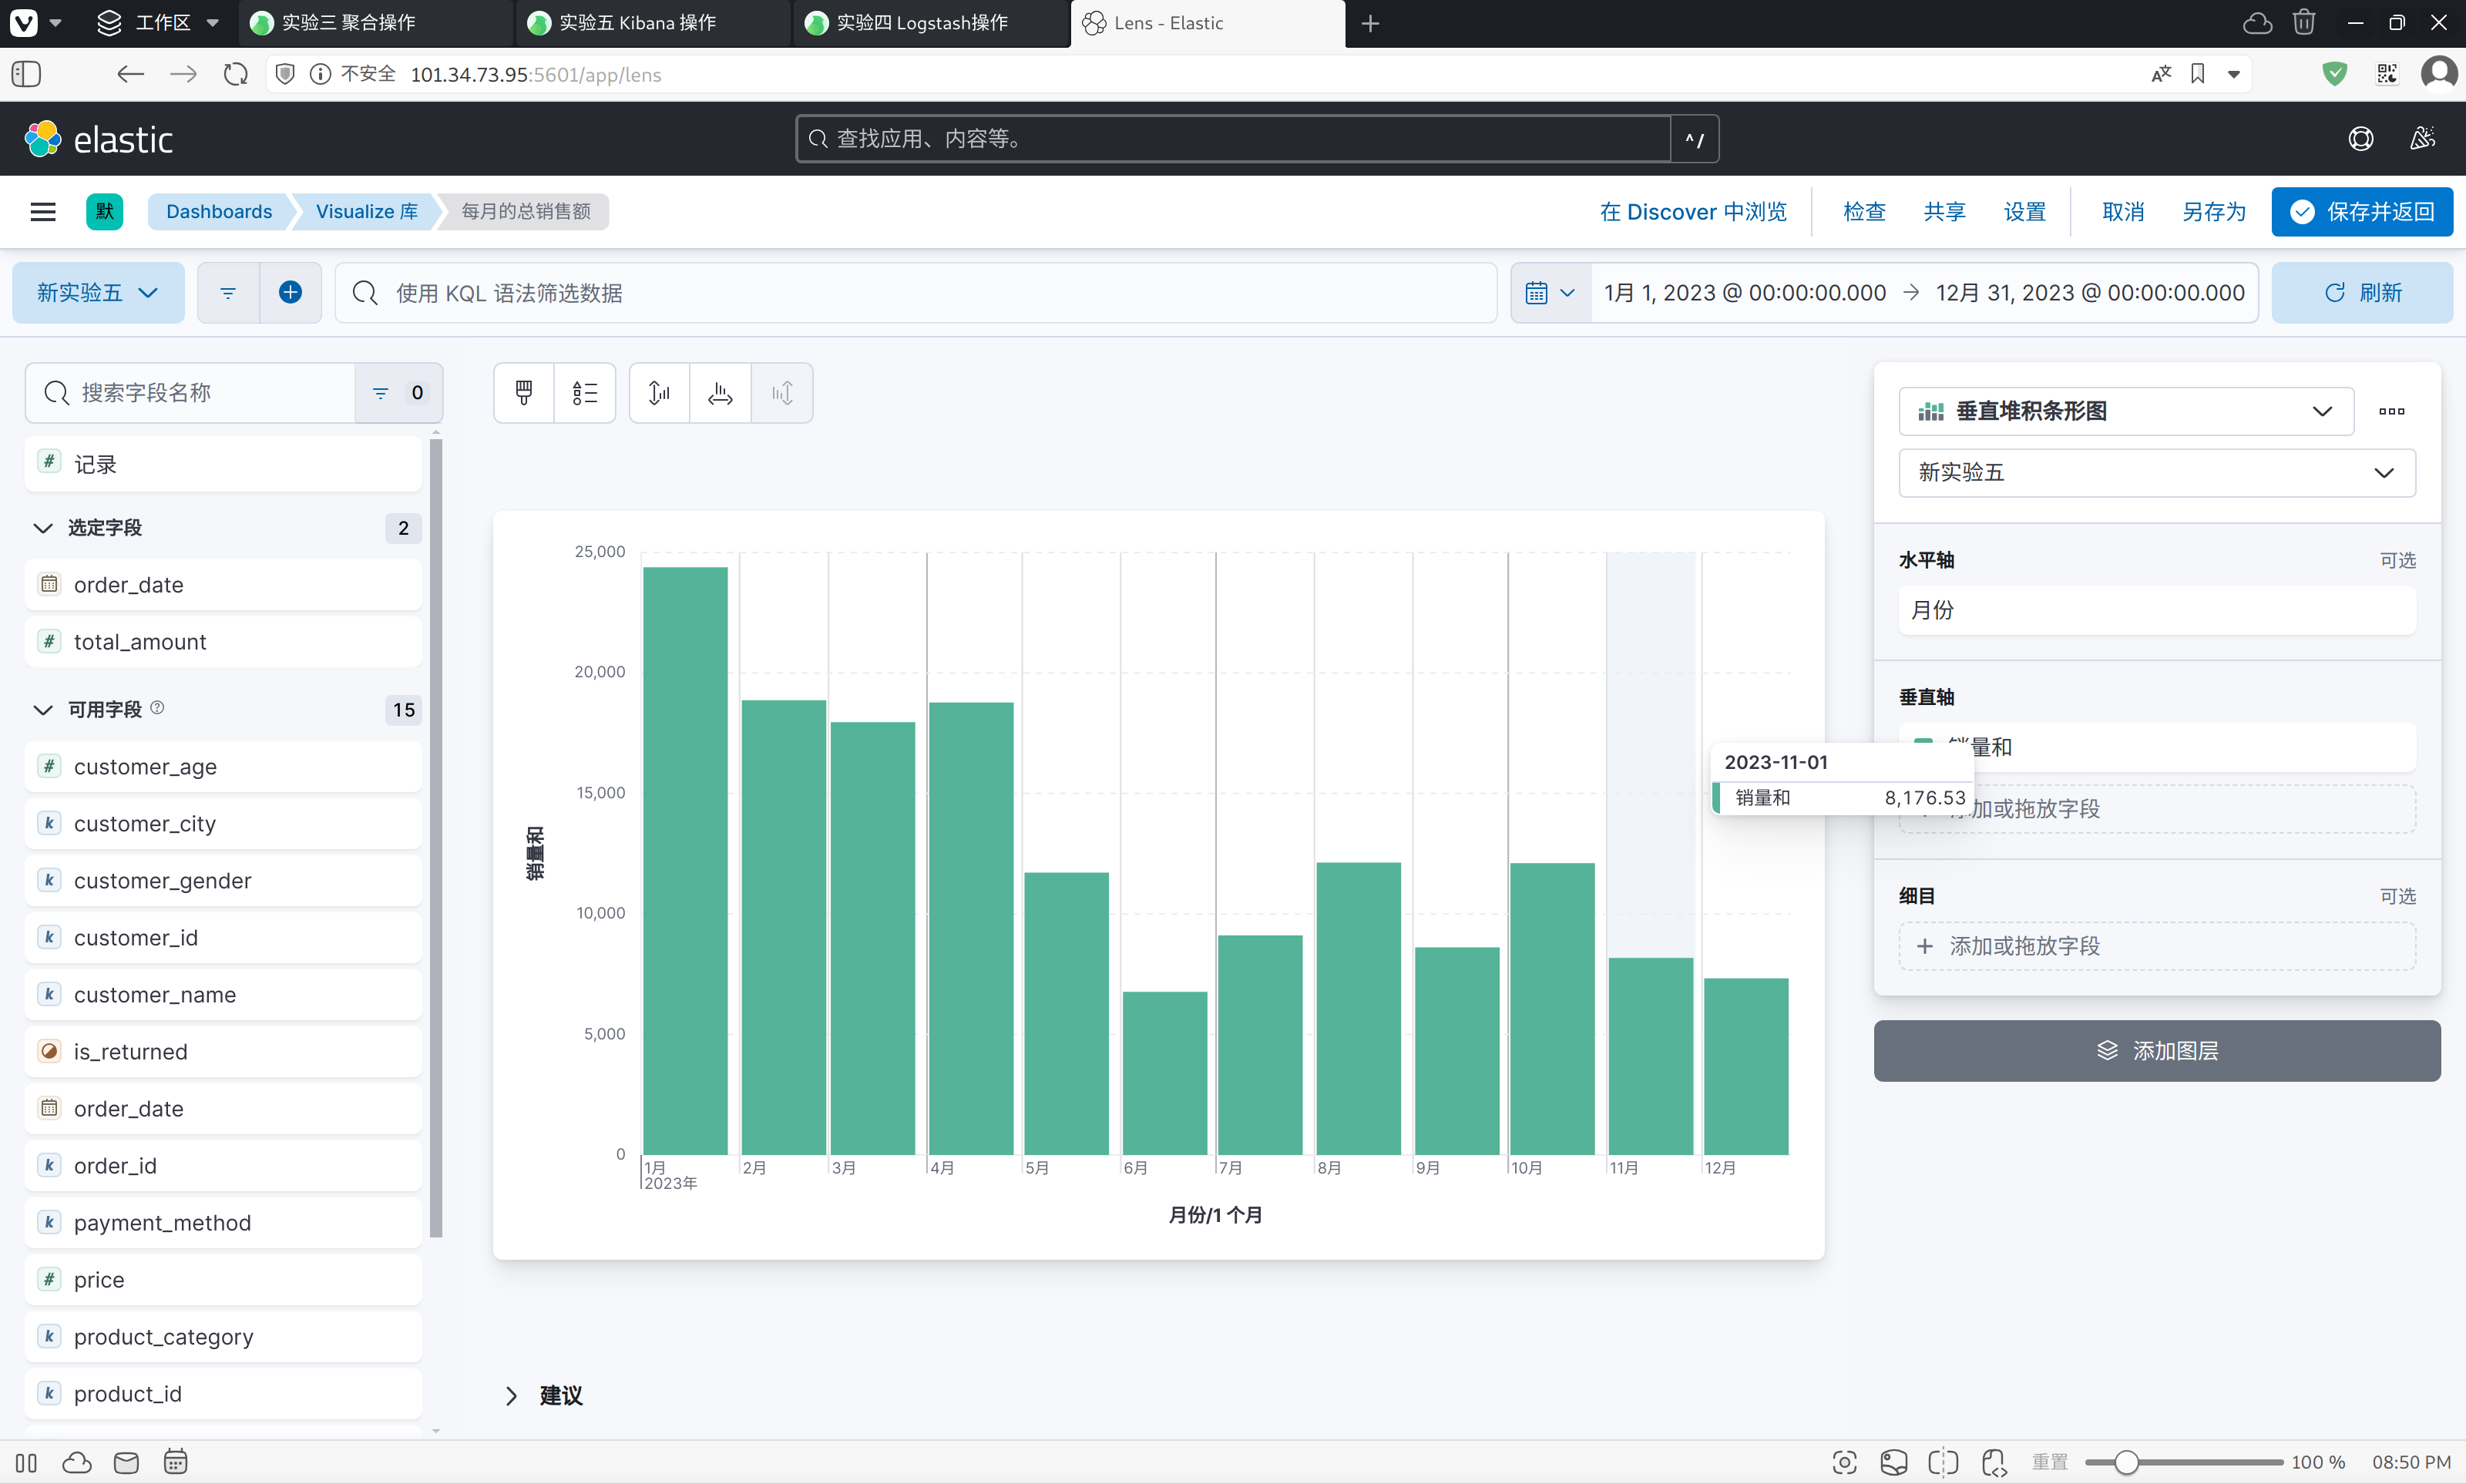 工作区
实验三 聚合操作
实验五 Kibana 操作
实验四 Logstash操作
Lens - Elastic
不安全 101.34.73.95:5601/app/lens
elastic
查找应用、内容等。
^ /
默
Dashboards
Visualize 库
每月的总销售额
在 Discover 中浏览
检查
共享
设置
取消
另存为
保存并返回
新实验五
使用 KQL 语法筛选数据
1月 1, 2023 @ 00:00:00.000 → 12月 31, 2023 @ 00:00:00.000
刷新
搜索字段名称
0
# 记录
选定字段 2
order_date
# total_amount
可用字段 15
# customer_age
k customer_city
k customer_gender
k customer_id
k customer_name
is_returned
order_date
k order_id
k payment_method
# price
k product_category
k product_id
25,000
20,000
15,000
10,000
5,000
0
销量和
1月 2月 3月 4月 5月 6月 7月 8月 9月 10月 11月 12月
2023年
月份/1 个月
2023-11-01
销量和 8,176.53
建议
垂直堆积条形图
新实验五
水平轴 可选
月份
垂直轴
量和
加或拖放字段
细目 可选
+ 添加或拖放字段
添加图层
重置
100 %
08:50 PM